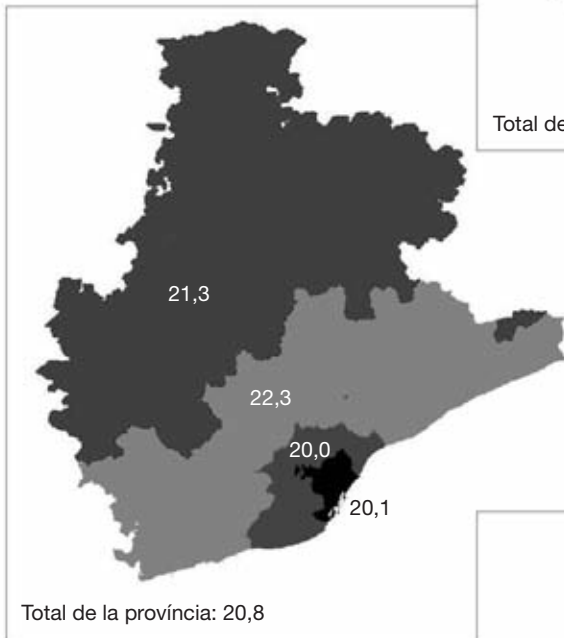 Total de
21,3
22,3
20,0
20,1
Total de la província: 20,8